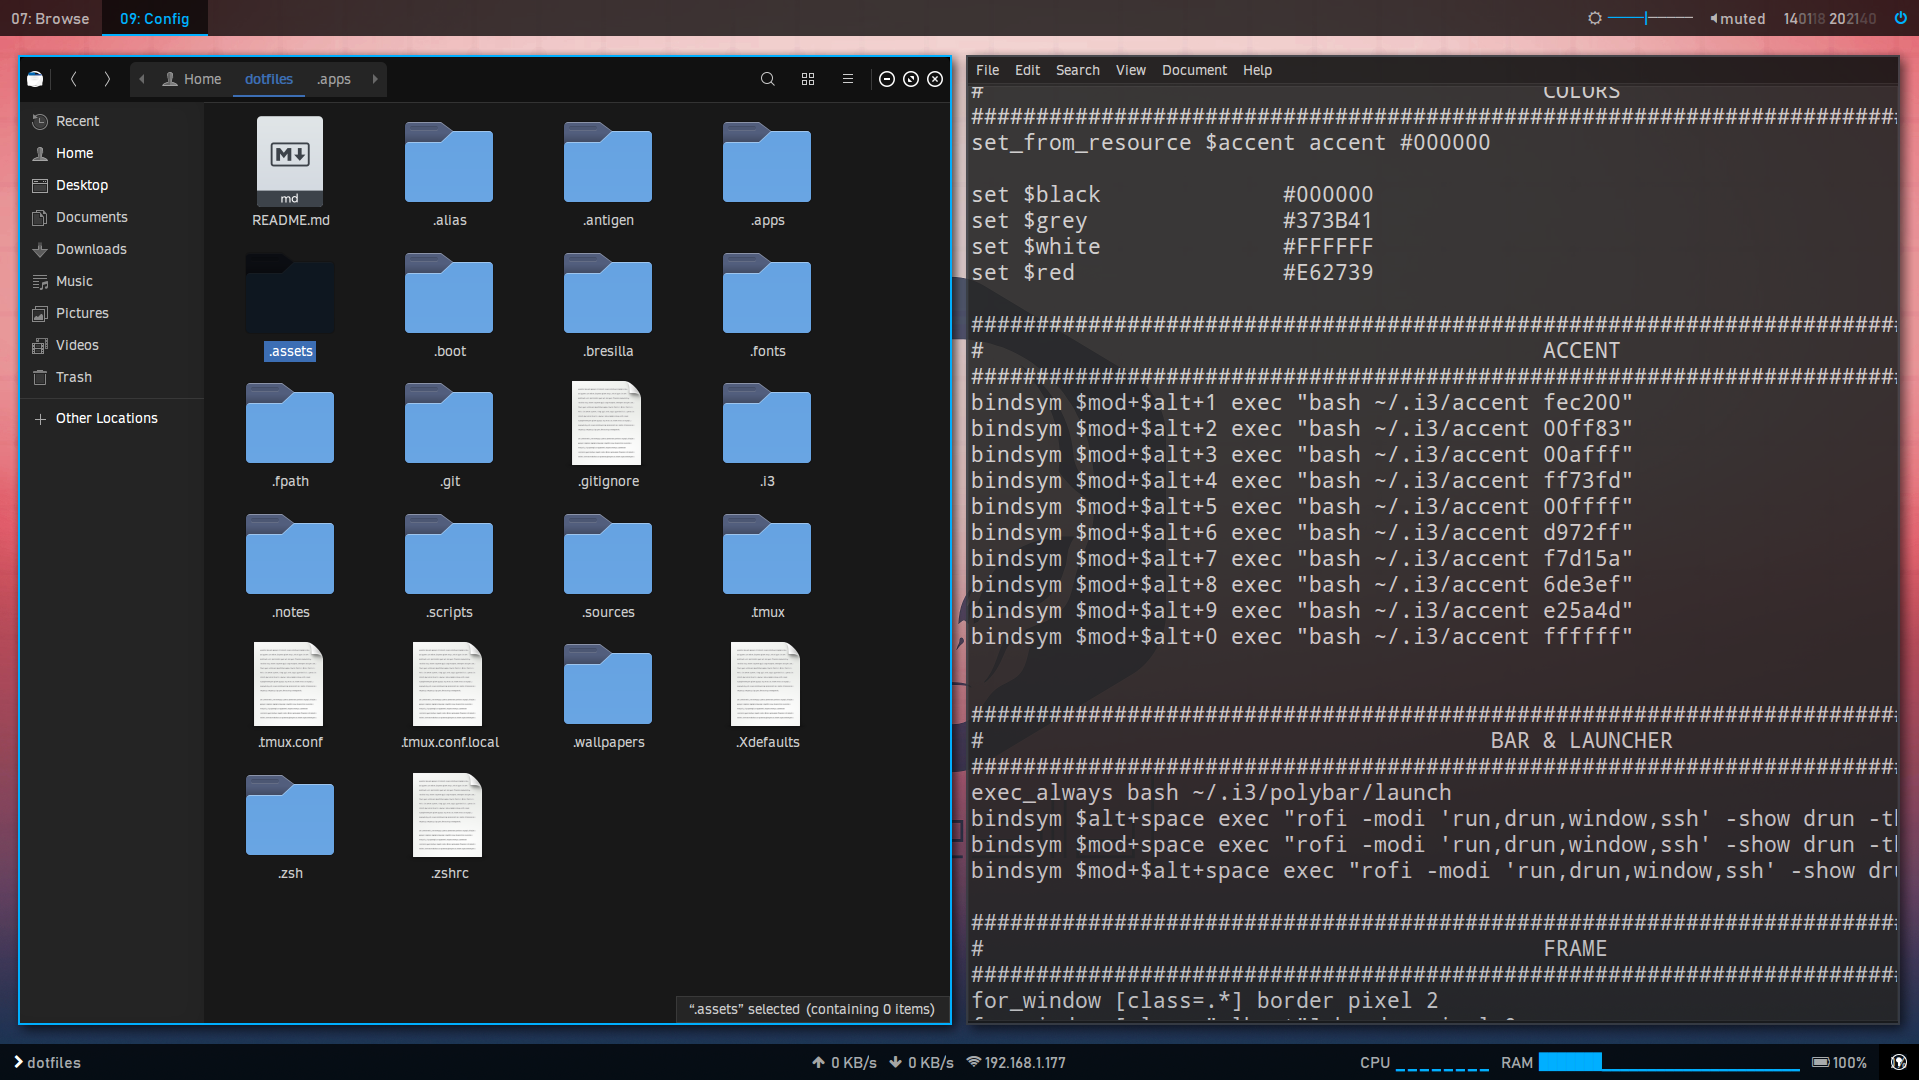 07: Browse
09: Config
muted
140118 202140
Home
dotfiles
.apps
Recent
Home
Desktop
Documents
Downloads
Music
Pictures
Videos
Trash
Other Locations
md
README.md
.alias
.antigen
.apps
.assets
.boot
.bresilla
.fonts
.fpath
.git
.gitignore
.i3
.notes
.scripts
.sources
.tmux
.tmux.conf
.tmux.conf.local
.wallpapers
.Xdefaults
.zsh
.zshrc
“.assets” selected (containing 0 items)
File Edit Search View Document Help
# COLORS
#######################################################################
set_from_resource $accent accent #000000
set $black #000000
set $grey #373B41
set $white #FFFFFF
set $red #E62739
#######################################################################
# ACCENT
#######################################################################
bindsym $mod+$alt+1 exec "bash ~/.i3/accent fec200"
bindsym $mod+$alt+2 exec "bash ~/.i3/accent 00ff83"
bindsym $mod+$alt+3 exec "bash ~/.i3/accent 00afff"
bindsym $mod+$alt+4 exec "bash ~/.i3/accent ff73fd"
bindsym $mod+$alt+5 exec "bash ~/.i3/accent 00ffff"
bindsym $mod+$alt+6 exec "bash ~/.i3/accent d972ff"
bindsym $mod+$alt+7 exec "bash ~/.i3/accent f7d15a"
bindsym $mod+$alt+8 exec "bash ~/.i3/accent 6de3ef"
bindsym $mod+$alt+9 exec "bash ~/.i3/accent e25a4d"
bindsym $mod+$alt+0 exec "bash ~/.i3/accent ffffff"
#######################################################################
# BAR & LAUNCHER
#######################################################################
exec_always bash ~/.i3/polybar/launch
bindsym $alt+space exec "rofi -modi 'run,drun,window,ssh' -show drun -th
bindsym $mod+space exec "rofi -modi 'run,drun,window,ssh' -show drun -th
bindsym $mod+$alt+space exec "rofi -modi 'run,drun,window,ssh' -show dru
#######################################################################
# FRAME
#######################################################################
for_window [class=.*] border pixel 2
dotfiles
0 KB/s
0 KB/s
192.168.1.177
CPU
RAM
100%